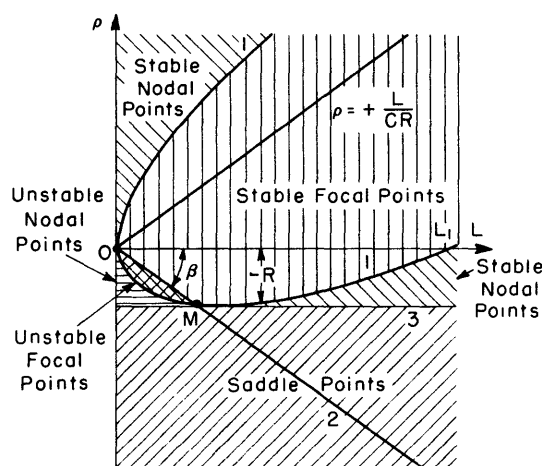 ρ
1
Stable
Nodal
Points
ρ = + L
CR
Stable Focal Points
Unstable
Nodal
Points
O
β
-R
1
L₁
L
Stable
Nodal
Points
M
3
Unstable
Focal
Points
Saddle Points
2